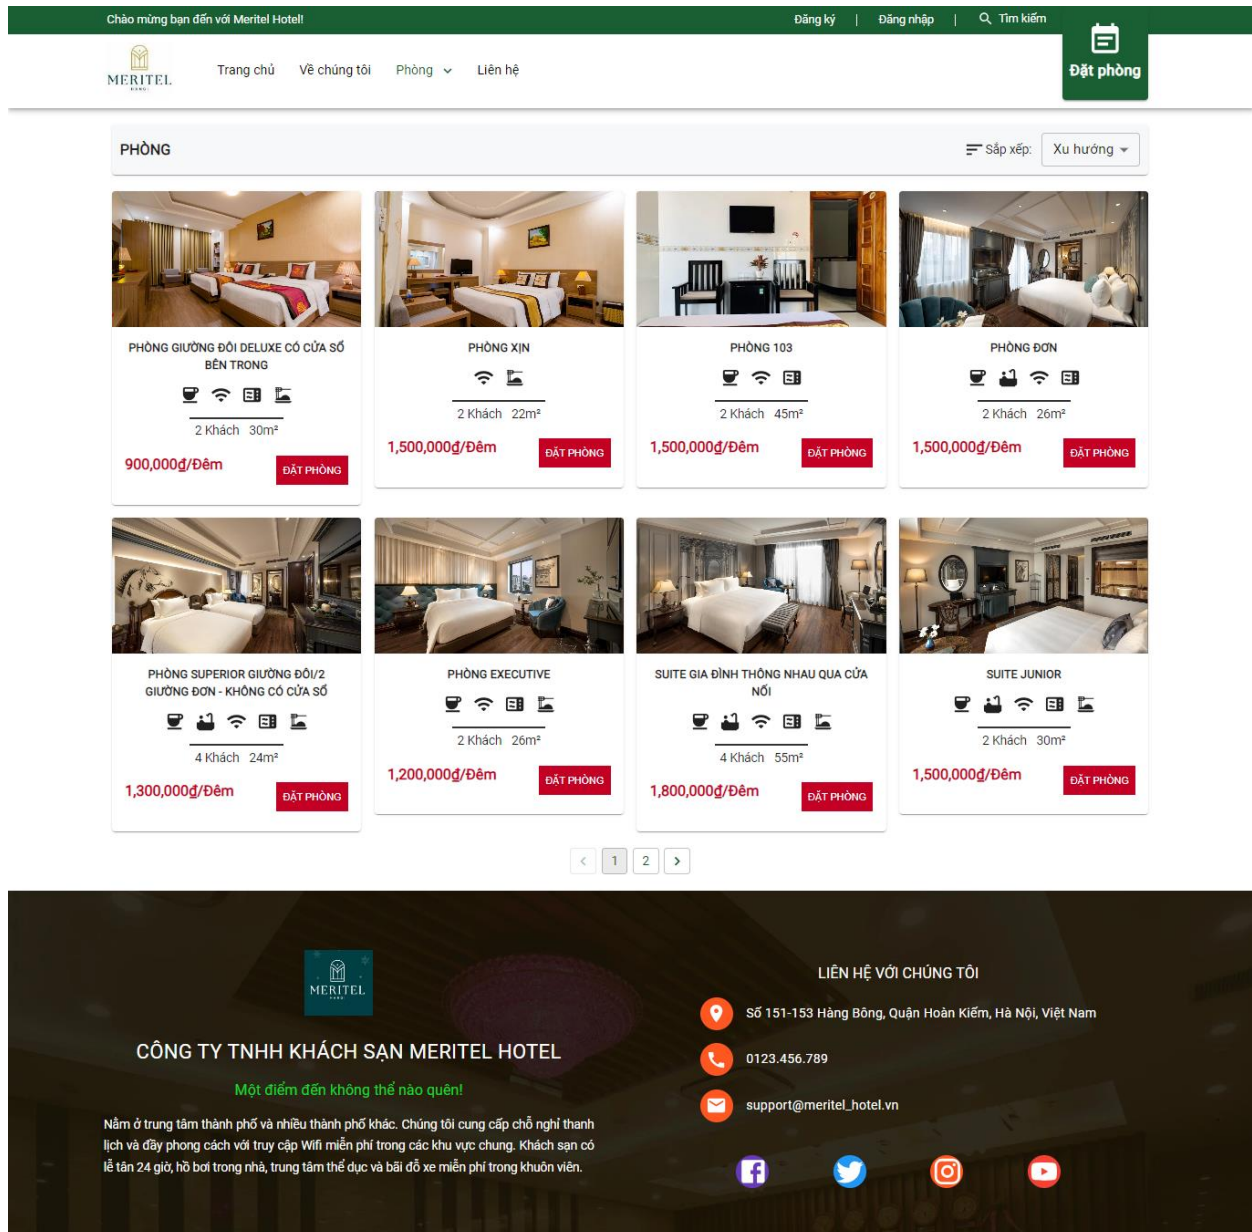 Chào mừng bạn đến với Meritel Hotel!
Đăng ký | Đăng nhập | Tìm kiếm
Đặt phòng
MERITEL
HANOI
Trang chủ Về chúng tôi Phòng Liên hệ
PHÒNG
Sắp xếp: Xu hướng
PHÒNG GIƯỜNG ĐÔI DELUXE CÓ CỬA SỔ
BÊN TRONG
2 Khách 30m²
900,000₫/Đêm
ĐẶT PHÒNG
PHÒNG XỊN
2 Khách 22m²
1,500,000₫/Đêm
ĐẶT PHÒNG
PHÒNG 103
2 Khách 45m²
1,500,000₫/Đêm
ĐẶT PHÒNG
PHÒNG ĐƠN
2 Khách 26m²
1,500,000₫/Đêm
ĐẶT PHÒNG
PHÒNG SUPERIOR GIƯỜNG ĐÔI/2
GIƯỜNG ĐƠN - KHÔNG CÓ CỬA SỔ
4 Khách 24m²
1,300,000₫/Đêm
ĐẶT PHÒNG
PHÒNG EXECUTIVE
2 Khách 26m²
1,200,000₫/Đêm
ĐẶT PHÒNG
SUITE GIA ĐÌNH THÔNG NHAU QUA CỬA
NỐI
4 Khách 55m²
1,800,000₫/Đêm
ĐẶT PHÒNG
SUITE JUNIOR
2 Khách 30m²
1,500,000₫/Đêm
ĐẶT PHÒNG
1 2
MERITEL
HANOI
CÔNG TY TNHH KHÁCH SẠN MERITEL HOTEL
Một điểm đến không thể nào quên!
Nằm ở trung tâm thành phố và nhiều thành phố khác. Chúng tôi cung cấp chỗ nghỉ thanh
lịch và đầy phong cách với truy cập Wifi miễn phí trong các khu vực chung. Khách sạn có
lễ tân 24 giờ, hồ bơi trong nhà, trung tâm thể dục và bãi đỗ xe miễn phí trong khuôn viên.
LIÊN HỆ VỚI CHÚNG TÔI
Số 151-153 Hàng Bông, Quận Hoàn Kiếm, Hà Nội, Việt Nam
0123.456.789
support@meritel_hotel.vn